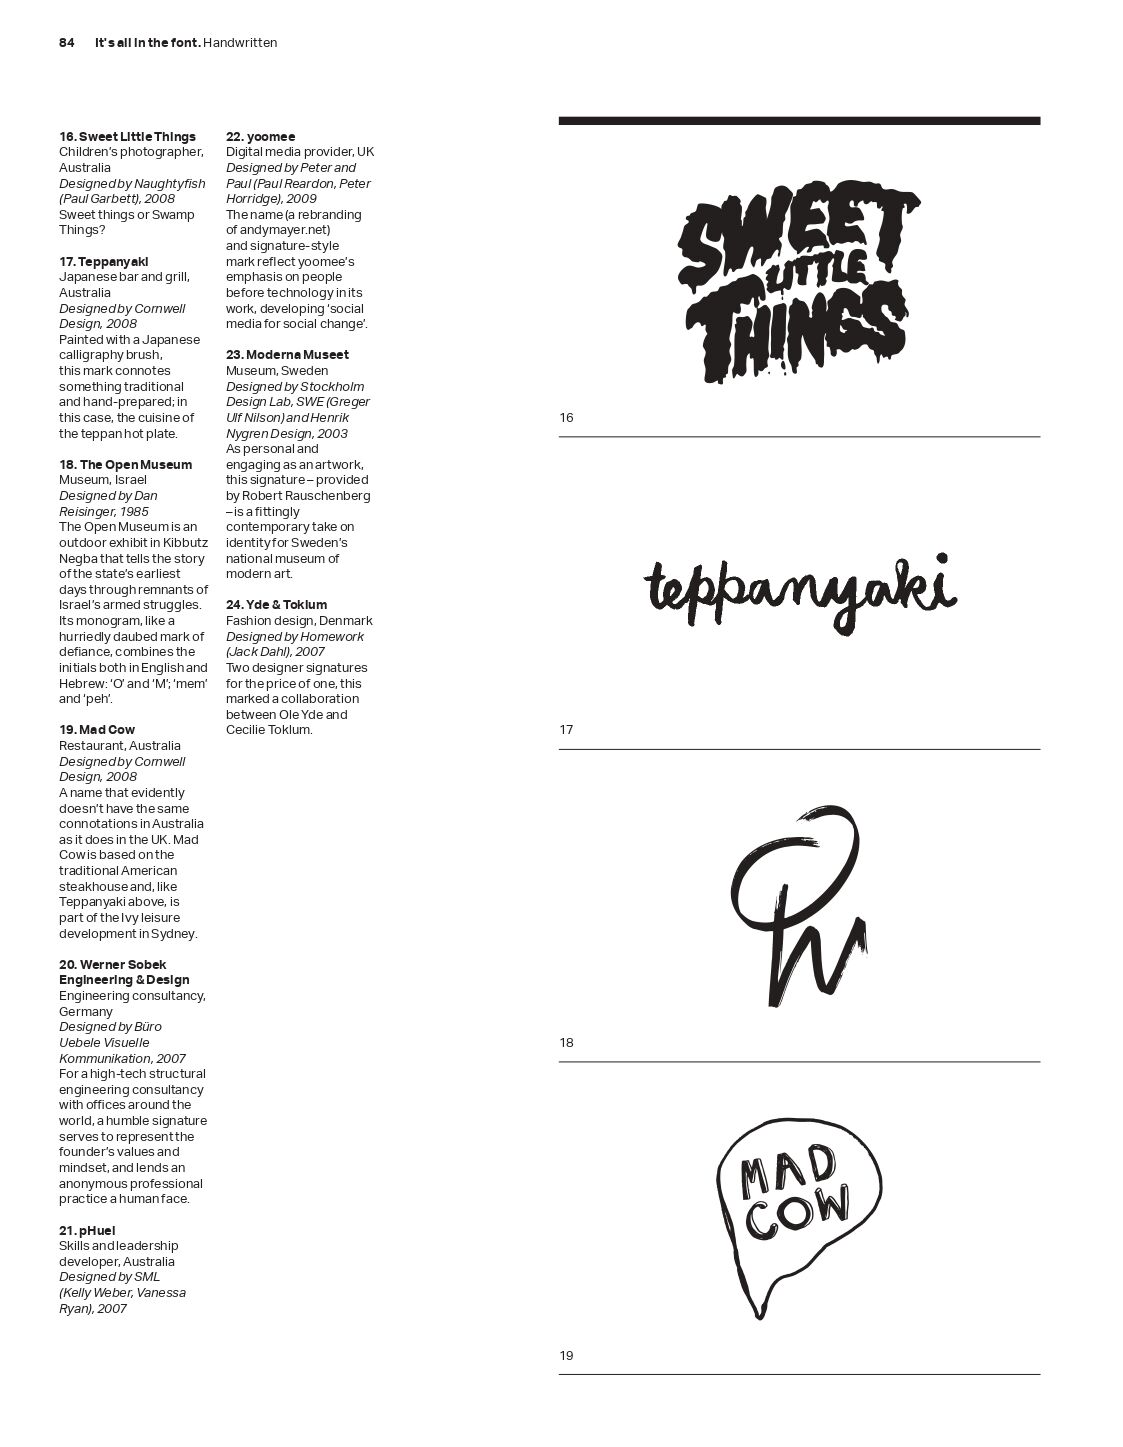 84 It's all in the font. Handwritten
16. Sweet Little Things
Children's photographer,
Australia
Designed by Naughtyfish
(Paul Garbett), 2008
Sweet things or Swamp
Things?
17. Teppanyaki
Japanese bar and grill,
Australia
Designed by Cornwell
Design, 2008
Painted with a Japanese
calligraphy brush,
this mark connotes
something traditional
and hand-prepared; in
this case, the cuisine of
the teppan hot plate.
18. The Open Museum
Museum, Israel
Designed by Dan
Reisinger, 1985
The Open Museum is an
outdoor exhibit in Kibbutz
Negba that tells the story
of the state's earliest
days through remnants of
Israel's armed struggles.
Its monogram, like a
hurriedly daubed mark of
defiance, combines the
initials both in English and
Hebrew: 'O' and 'M'; 'mem'
and 'peh'.
19. Mad Cow
Restaurant, Australia
Designed by Cornwell
Design, 2008
A name that evidently
doesn't have the same
connotations in Australia
as it does in the UK. Mad
Cow is based on the
traditional American
steakhouse and, like
Teppanyaki above, is
part of the Ivy leisure
development in Sydney.
20. Werner Sobek
Engineering & Design
Engineering consultancy,
Germany
Designed by Büro
Uebele Visuelle
Kommunikation, 2007
For a high-tech structural
engineering consultancy
with offices around the
world, a humble signature
serves to represent the
founder's values and
mindset, and lends an
anonymous professional
practice a human face.
21. pHuel
Skills and leadership
developer, Australia
Designed by SML
(Kelly Weber, Vanessa
Ryan), 2007
22. yoomee
Digital media provider, UK
Designed by Peter and
Paul (Paul Reardon, Peter
Horridge), 2009
The name (a rebranding
of andymayer.net)
and signature-style
mark reflect yoomee's
emphasis on people
before technology in its
work, developing 'social
media for social change'.
23. Moderna Museet
Museum, Sweden
Designed by Stockholm
Design Lab, SWE (Greger
Ulf Nilson) and Henrik
Nygren Design, 2003
As personal and
engaging as an artwork,
this signature – provided
by Robert Rauschenberg
– is a fittingly
contemporary take on
identity for Sweden's
national museum of
modern art.
24. Yde & Toklum
Fashion design, Denmark
Designed by Homework
(Jack Dahl), 2007
Two designer signatures
for the price of one, this
marked a collaboration
between Ole Yde and
Cecilie Toklum.
SWEET
LITTLE
THINGS
16
teppanyaki
17
18
MAD
COW
19